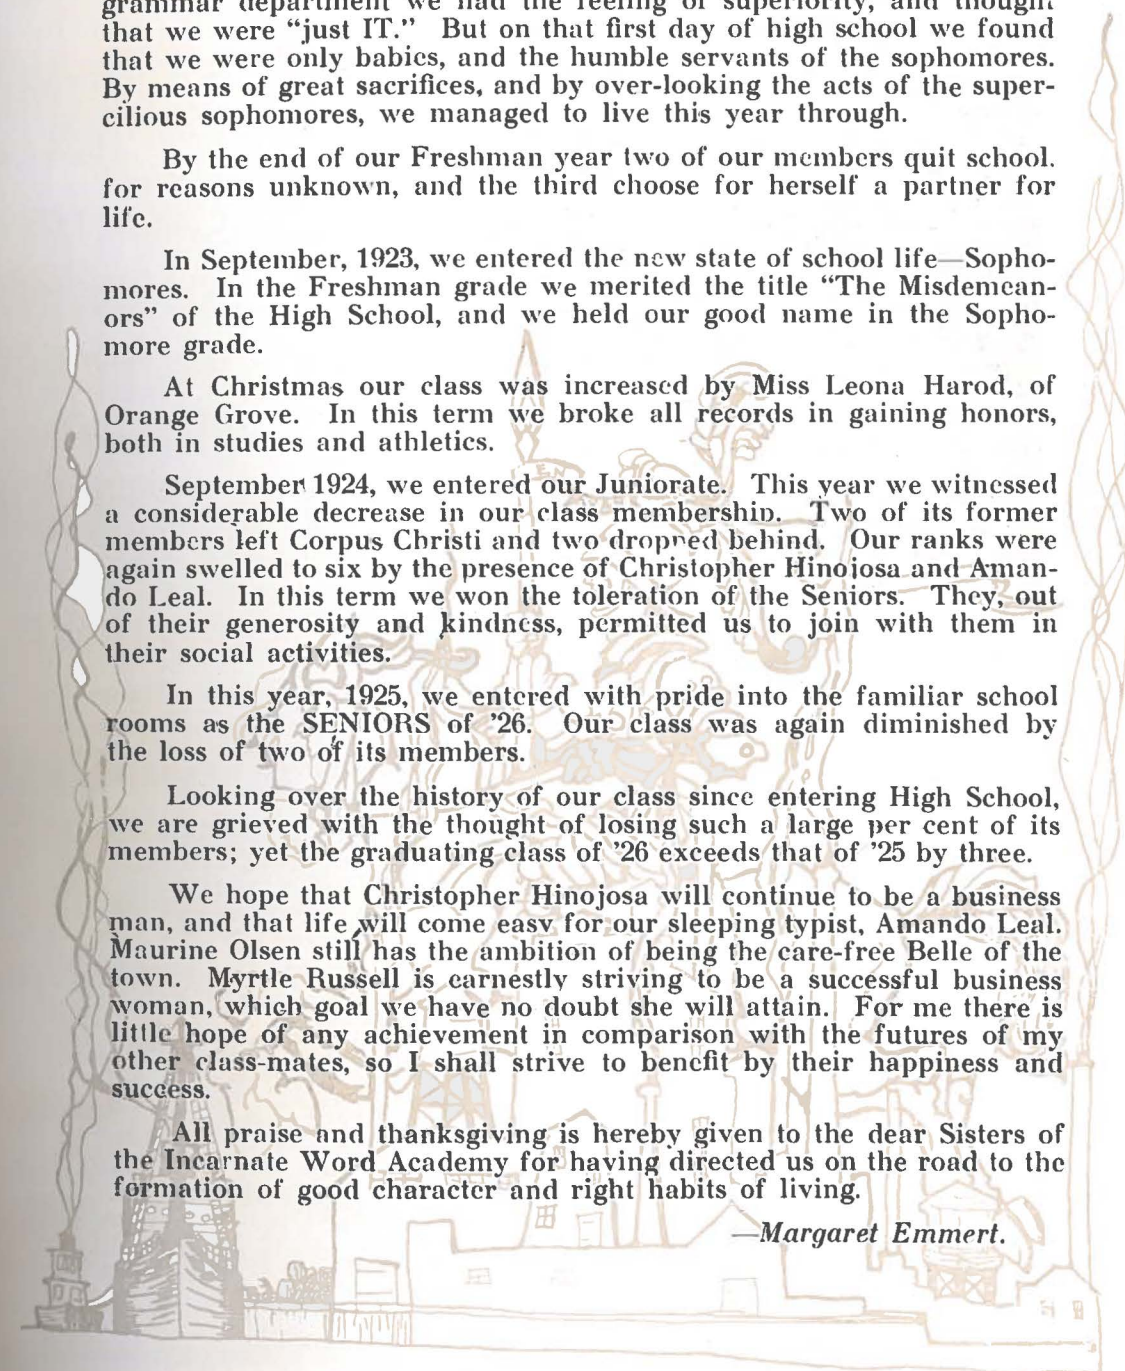 grammar department we had the feeling of superiority, and thought
that we were “just IT.” But on that first day of high school we found
that we were only babies, and the humble servants of the sophomores.
By means of great sacrifices, and by over-looking the acts of the super-
cilious sophomores, we managed to live this year through.
By the end of our Freshman year two of our members quit school.
for reasons unknown, and the third choose for herself a partner for
life.
In September, 1923, we entered the new state of school life—Sopho-
mores. In the Freshman grade we merited the title “The Misdemean-
ors” of the High School, and we held our good name in the Sopho-
more grade.
At Christmas our class was increased by Miss Leona Harod, of
Orange Grove. In this term we broke all records in gaining honors,
both in studies and athletics.
September 1924, we entered our Juniorate. This year we witnessed
a considerable decrease in our class membership. Two of its former
members left Corpus Christi and two dropped behind. Our ranks were
again swelled to six by the presence of Christopher Hinojosa and Aman-
do Leal. In this term we won the toleration of the Seniors. They, out
of their generosity and kindness, permitted us to join with them in
their social activities.
In this year, 1925, we entered with pride into the familiar school
rooms as the SENIORS of ’26. Our class was again diminished by
the loss of two of its members.
Looking over the history of our class since entering High School,
we are grieved with the thought of losing such a large per cent of its
members; yet the graduating class of ’26 exceeds that of ’25 by three.
We hope that Christopher Hinojosa will continue to be a business
man, and that life will come easy for our sleeping typist, Amando Leal.
Maurine Olsen still has the ambition of being the care-free Belle of the
town. Myrtle Russell is earnestly striving to be a successful business
woman, which goal we have no doubt she will attain. For me there is
little hope of any achievement in comparison with the futures of my
other class-mates, so I shall strive to benefit by their happiness and
success.
All praise and thanksgiving is hereby given to the dear Sisters of
the Incarnate Word Academy for having directed us on the road to the
formation of good character and right habits of living.
—Margaret Emmert.